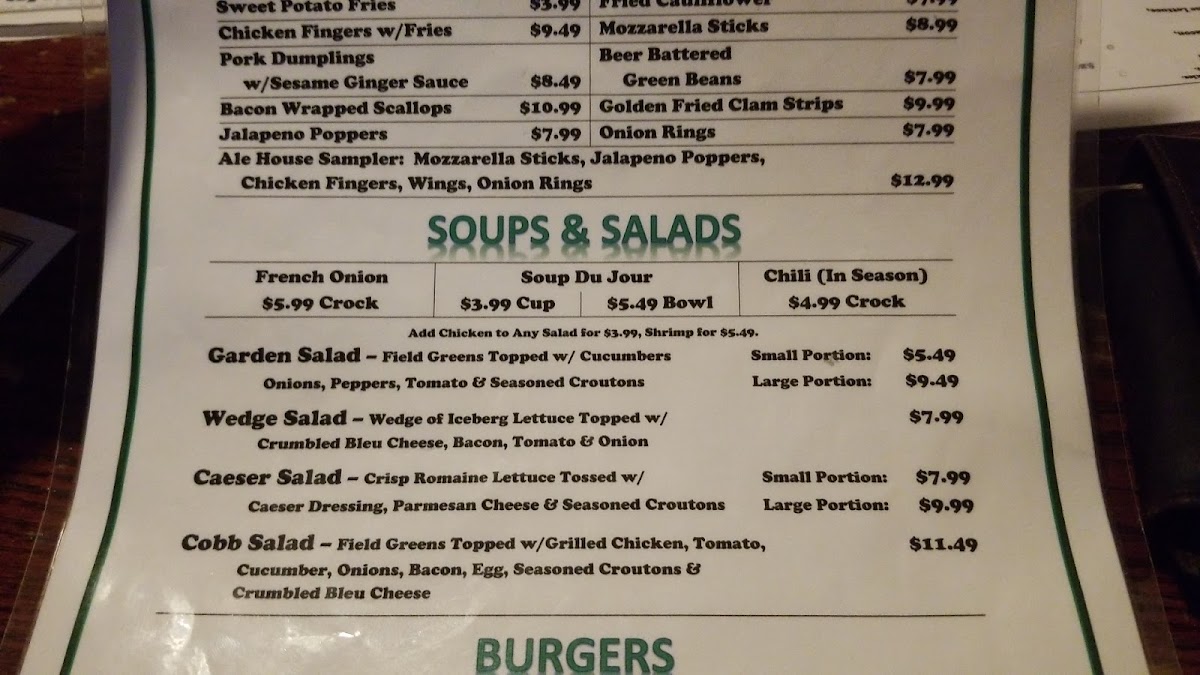 Sweet Potato Fries $3.99
Fried Cauliflower $7.99
Chicken Fingers w/Fries $9.49
Mozzarella Sticks $8.99
Pork Dumplings
w/Sesame Ginger Sauce $8.49
Beer Battered
Green Beans $7.99
Bacon Wrapped Scallops $10.99
Golden Fried Clam Strips $9.99
Jalapeno Poppers $7.99
Onion Rings $7.99
Ale House Sampler: Mozzarella Sticks, Jalapeno Poppers,
Chicken Fingers, Wings, Onion Rings $12.99
SOUPS & SALADS
French Onion
$5.99 Crock
Soup Du Jour
$3.99 Cup $5.49 Bowl
Chili (In Season)
$4.99 Crock
Add Chicken to Any Salad for $3.99, Shrimp for $5.49.
Garden Salad – Field Greens Topped w/ Cucumbers Small Portion: $5.49
Onions, Peppers, Tomato & Seasoned Croutons Large Portion: $9.49
Wedge Salad – Wedge of Iceberg Lettuce Topped w/ $7.99
Crumbled Bleu Cheese, Bacon, Tomato & Onion
Caeser Salad – Crisp Romaine Lettuce Tossed w/ Small Portion: $7.99
Caeser Dressing, Parmesan Cheese & Seasoned Croutons Large Portion: $9.99
Cobb Salad – Field Greens Topped w/Grilled Chicken, Tomato, $11.49
Cucumber, Onions, Bacon, Egg, Seasoned Croutons &
Crumbled Bleu Cheese
BURGERS